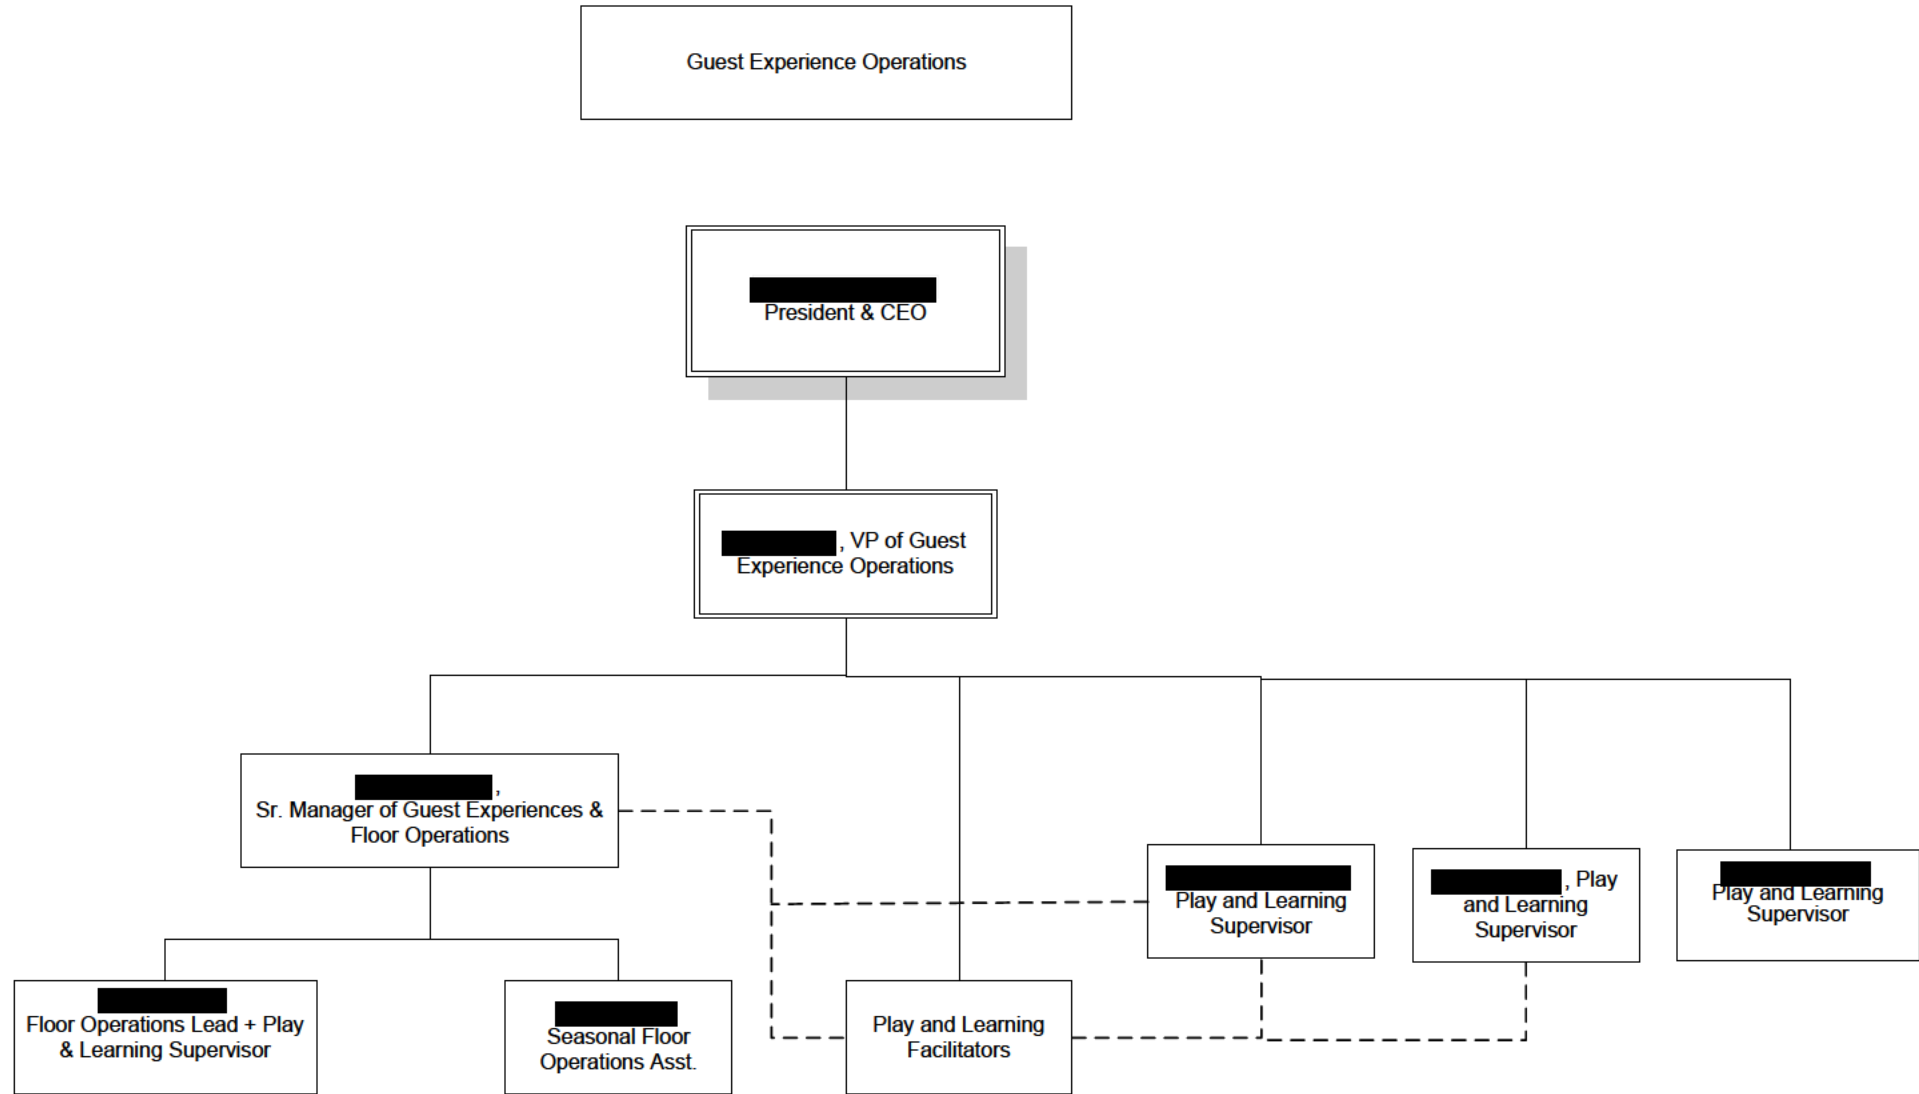 Guest Experience Operations
President & CEO
, VP of Guest
Experience Operations
,
Sr. Manager of Guest Experiences &
Floor Operations
Play and Learning
Supervisor
, Play
and Learning
Supervisor
Play and Learning
Supervisor
Floor Operations Lead + Play
& Learning Supervisor
Seasonal Floor
Operations Asst.
Play and Learning
Facilitators